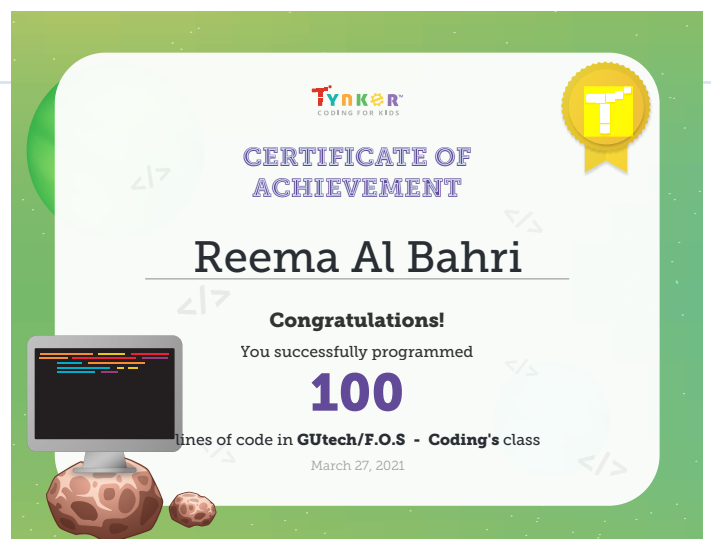 TYNKER™
CODING FOR KIDS
T
CERTIFICATE OF
ACHIEVEMENT
</>
</>
Reema Al Bahri
</>
Congratulations!
You successfully programmed
</>
100
lines of code in GUtech/F.O.S - Coding's class
</>
</>
March 27, 2021